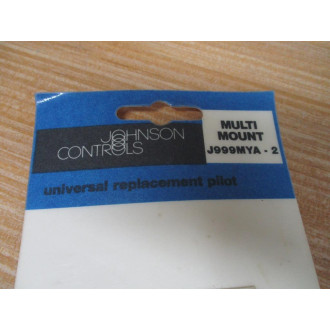 JOHNSON
CONTROLS
MULTI
MOUNT
J999MYA - 2
universal replacement pilot